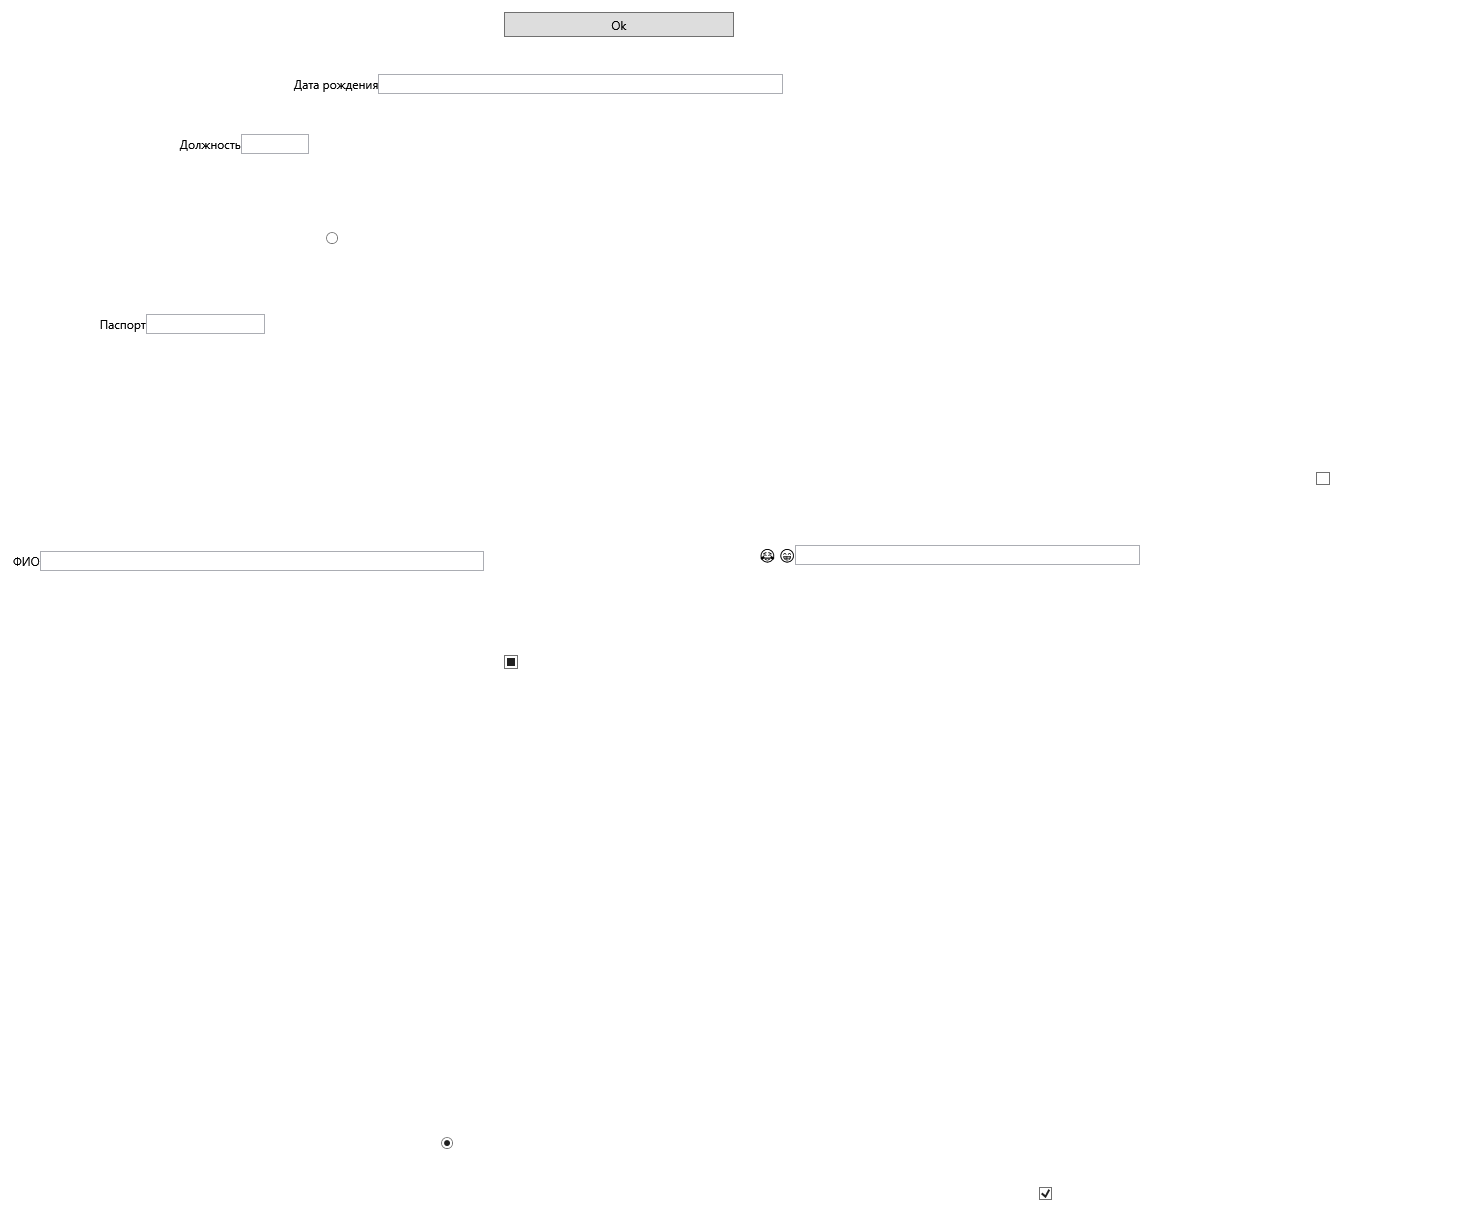 Ok
Дата рождения
Должность
Паспорт
ФИО
😂 😁